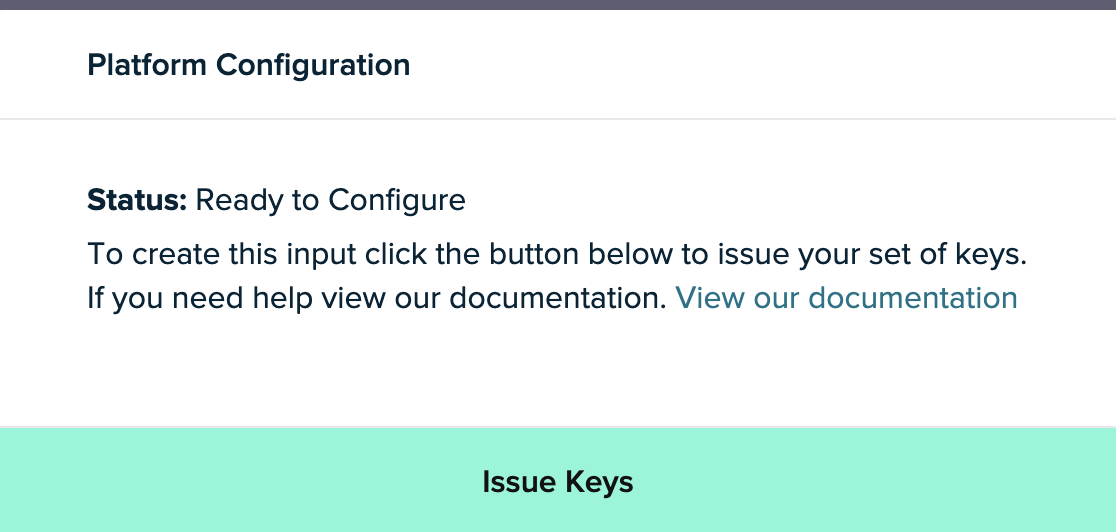 Platform Configuration
Status: Ready to Configure
To create this input click the button below to issue your set of keys.
If you need help view our documentation. View our documentation
Issue Keys